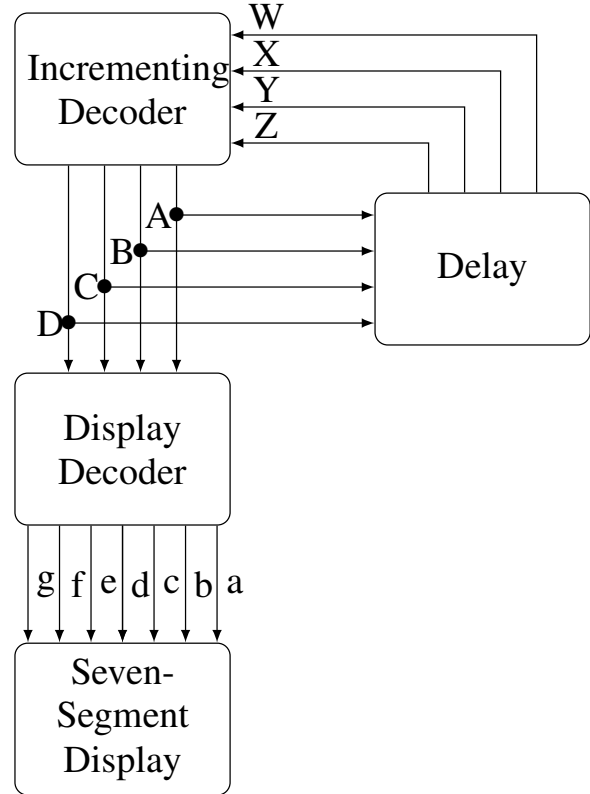 W
Incrementing
Decoder
X
Y
Z
A
B
C
D
Delay
Display
Decoder
g f e d c b a
Seven-
Segment
Display